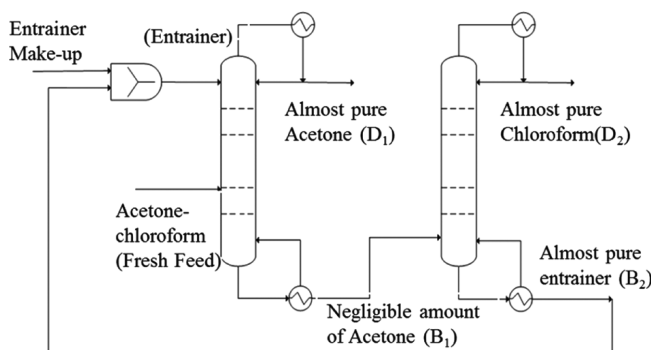 Entrainer
Make-up
(Entrainer)
Almost pure
Acetone (D₁)
Acetone-
chloroform
(Fresh Feed)
Negligible amount
of Acetone (B₁)
Almost pure
Chloroform(D₂)
Almost pure
entrainer (B₂)